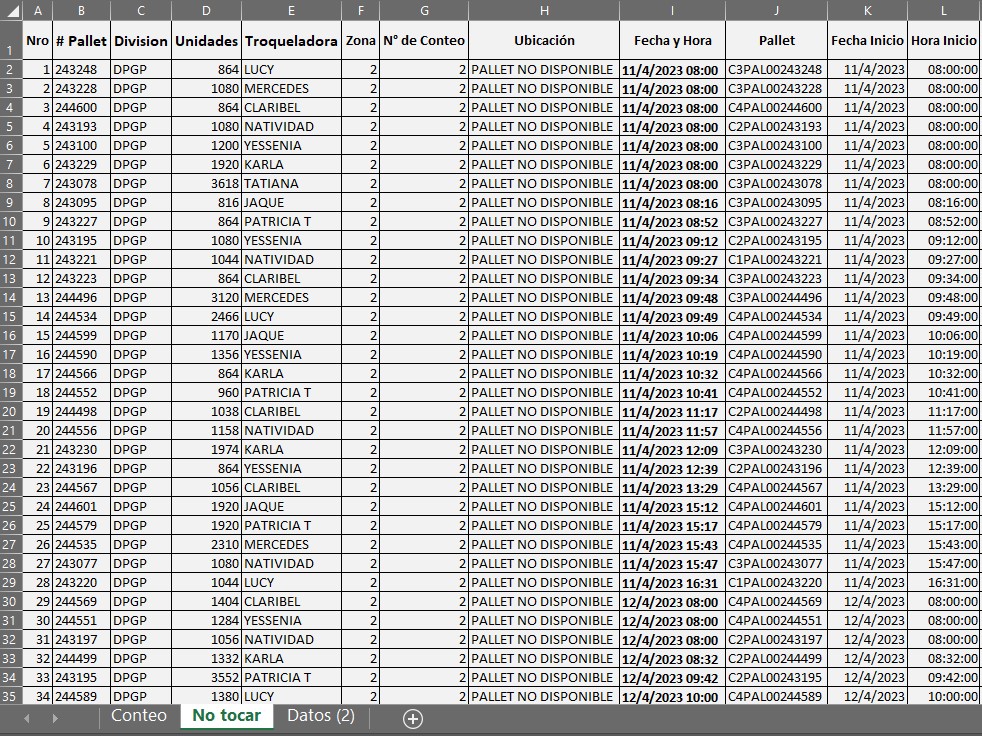 A B C D E F G H I J K L
1 Nro # Pallet Division Unidades Troqueladora Zona N° de Conteo Ubicación Fecha y Hora Pallet Fecha Inicio Hora Inicio
2 1 243248 DPGP 864 LUCY 2 2 PALLET NO DISPONIBLE 11/4/2023 08:00 C3PAL00243248 11/4/2023 08:00:00
3 2 243228 DPGP 1080 MERCEDES 2 2 PALLET NO DISPONIBLE 11/4/2023 08:00 C3PAL00243228 11/4/2023 08:00:00
4 3 244600 DPGP 864 CLARIBEL 2 2 PALLET NO DISPONIBLE 11/4/2023 08:00 C4PAL00244600 11/4/2023 08:00:00
5 4 243193 DPGP 1080 NATIVIDAD 2 2 PALLET NO DISPONIBLE 11/4/2023 08:00 C2PAL00243193 11/4/2023 08:00:00
6 5 243100 DPGP 1200 YESSENIA 2 2 PALLET NO DISPONIBLE 11/4/2023 08:00 C3PAL00243100 11/4/2023 08:00:00
7 6 243229 DPGP 1920 KARLA 2 2 PALLET NO DISPONIBLE 11/4/2023 08:00 C3PAL00243229 11/4/2023 08:00:00
8 7 243078 DPGP 3618 TATIANA 2 2 PALLET NO DISPONIBLE 11/4/2023 08:00 C3PAL00243078 11/4/2023 08:00:00
9 8 243095 DPGP 816 JAQUE 2 2 PALLET NO DISPONIBLE 11/4/2023 08:16 C3PAL00243095 11/4/2023 08:16:00
10 9 243227 DPGP 864 PATRICIA T 2 2 PALLET NO DISPONIBLE 11/4/2023 08:52 C3PAL00243227 11/4/2023 08:52:00
11 10 243195 DPGP 1080 YESSENIA 2 2 PALLET NO DISPONIBLE 11/4/2023 09:12 C2PAL00243195 11/4/2023 09:12:00
12 11 243221 DPGP 1044 NATIVIDAD 2 2 PALLET NO DISPONIBLE 11/4/2023 09:27 C1PAL00243221 11/4/2023 09:27:00
13 12 243223 DPGP 864 CLARIBEL 2 2 PALLET NO DISPONIBLE 11/4/2023 09:34 C3PAL00243223 11/4/2023 09:34:00
14 13 244496 DPGP 3120 MERCEDES 2 2 PALLET NO DISPONIBLE 11/4/2023 09:48 C3PAL00244496 11/4/2023 09:48:00
15 14 244534 DPGP 2466 LUCY 2 2 PALLET NO DISPONIBLE 11/4/2023 09:49 C4PAL00244534 11/4/2023 09:49:00
16 15 244599 DPGP 1170 JAQUE 2 2 PALLET NO DISPONIBLE 11/4/2023 10:06 C4PAL00244599 11/4/2023 10:06:00
17 16 244590 DPGP 1356 YESSENIA 2 2 PALLET NO DISPONIBLE 11/4/2023 10:19 C4PAL00244590 11/4/2023 10:19:00
18 17 244566 DPGP 864 KARLA 2 2 PALLET NO DISPONIBLE 11/4/2023 10:32 C4PAL00244566 11/4/2023 10:32:00
19 18 244552 DPGP 960 PATRICIA T 2 2 PALLET NO DISPONIBLE 11/4/2023 10:41 C4PAL00244552 11/4/2023 10:41:00
20 19 244498 DPGP 1038 CLARIBEL 2 2 PALLET NO DISPONIBLE 11/4/2023 11:17 C2PAL00244498 11/4/2023 11:17:00
21 20 244556 DPGP 1158 NATIVIDAD 2 2 PALLET NO DISPONIBLE 11/4/2023 11:57 C4PAL00244556 11/4/2023 11:57:00
22 21 243230 DPGP 1974 KARLA 2 2 PALLET NO DISPONIBLE 11/4/2023 12:09 C3PAL00243230 11/4/2023 12:09:00
23 22 243196 DPGP 864 YESSENIA 2 2 PALLET NO DISPONIBLE 11/4/2023 12:39 C2PAL00243196 11/4/2023 12:39:00
24 23 244567 DPGP 1056 CLARIBEL 2 2 PALLET NO DISPONIBLE 11/4/2023 13:29 C4PAL00244567 11/4/2023 13:29:00
25 24 244601 DPGP 1920 JAQUE 2 2 PALLET NO DISPONIBLE 11/4/2023 15:12 C4PAL00244601 11/4/2023 15:12:00
26 25 244579 DPGP 1920 PATRICIA T 2 2 PALLET NO DISPONIBLE 11/4/2023 15:17 C4PAL00244579 11/4/2023 15:17:00
27 26 244535 DPGP 2310 MERCEDES 2 2 PALLET NO DISPONIBLE 11/4/2023 15:43 C4PAL00244535 11/4/2023 15:43:00
28 27 243077 DPGP 1080 NATIVIDAD 2 2 PALLET NO DISPONIBLE 11/4/2023 15:47 C3PAL00243077 11/4/2023 15:47:00
29 28 243220 DPGP 1044 LUCY 2 2 PALLET NO DISPONIBLE 11/4/2023 16:31 C1PAL00243220 11/4/2023 16:31:00
30 29 244569 DPGP 1404 CLARIBEL 2 2 PALLET NO DISPONIBLE 12/4/2023 08:00 C4PAL00244569 12/4/2023 08:00:00
31 30 244551 DPGP 1284 YESSENIA 2 2 PALLET NO DISPONIBLE 12/4/2023 08:00 C4PAL00244551 12/4/2023 08:00:00
32 31 243197 DPGP 1056 NATIVIDAD 2 2 PALLET NO DISPONIBLE 12/4/2023 08:00 C2PAL00243197 12/4/2023 08:00:00
33 32 244499 DPGP 1332 KARLA 2 2 PALLET NO DISPONIBLE 12/4/2023 08:32 C2PAL00244499 12/4/2023 08:32:00
34 33 243195 DPGP 3552 PATRICIA T 2 2 PALLET NO DISPONIBLE 12/4/2023 09:42 C2PAL00243195 12/4/2023 09:42:00
35 34 244589 DPGP 1380 LUCY 2 2 PALLET NO DISPONIBLE 12/4/2023 10:00 C4PAL00244589 12/4/2023 10:00:00
Conteo No tocar Datos (2)